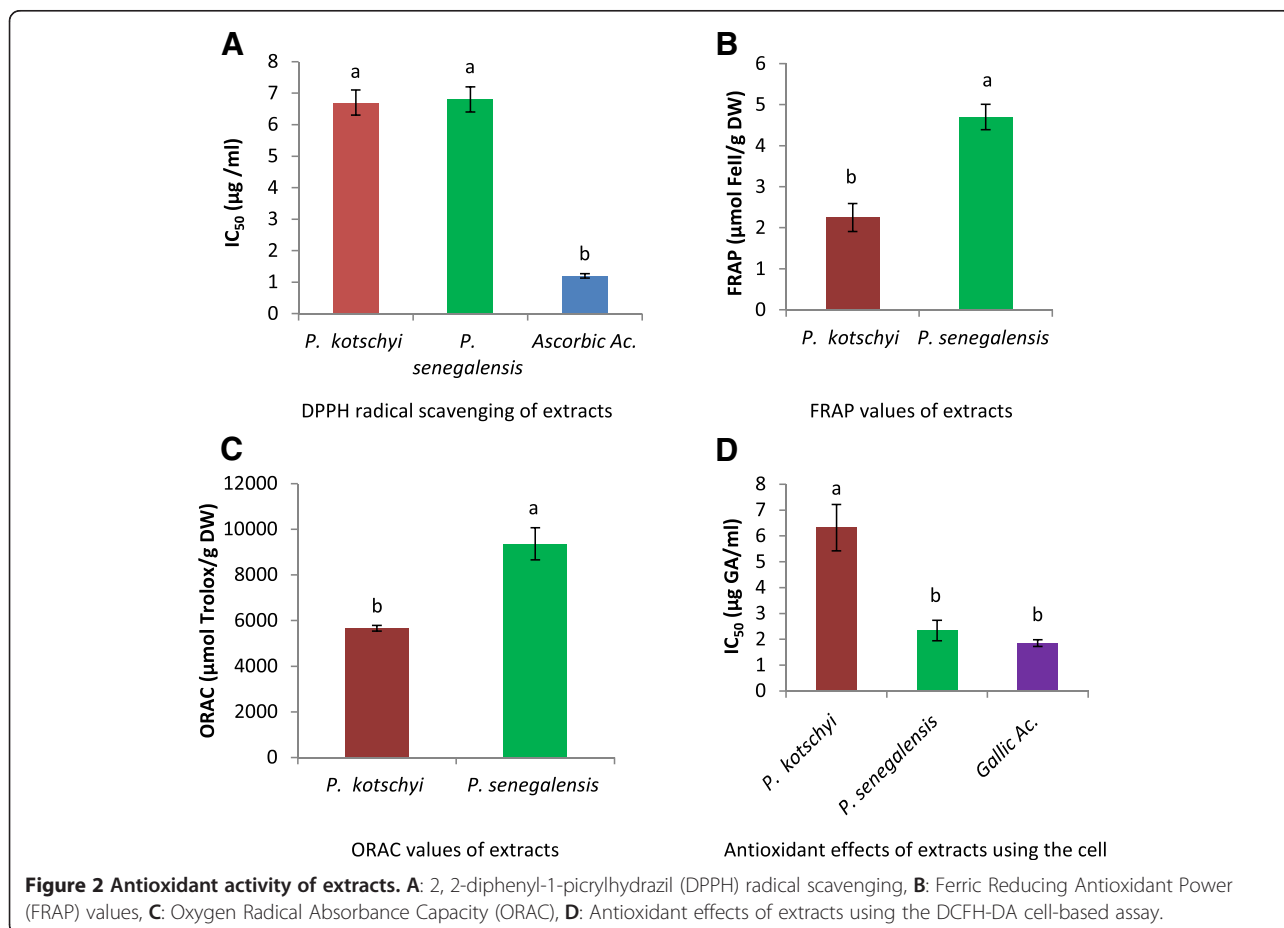 A
8
7
6
5
4
3
2
1
0
IC50 (µg /ml)
a
a
b
P. kotschyi
P. senegalensis
Ascorbic Ac.
DPPH radical scavenging of extracts
B
6
5
4
3
2
1
0
FRAP (µmol FeII/g DW)
b
a
P. kotschyi
P. senegalensis
FRAP values of extracts
C
12000
10000
8000
6000
4000
2000
0
ORAC (µmol Trolox/g DW)
b
a
P. kotschyi
P. senegalensis
ORAC values of extracts
D
8
7
6
5
4
3
2
1
0
IC50 (µg GA/ml)
a
b
b
P. kotschyi
P. senegalensis
Gallic Ac.
Antioxidant effects of extracts using the cell
Figure 2 Antioxidant activity of extracts. A: 2, 2-diphenyl-1-picrylhydrazil (DPPH) radical scavenging, B: Ferric Reducing Antioxidant Power
(FRAP) values, C: Oxygen Radical Absorbance Capacity (ORAC), D: Antioxidant effects of extracts using the DCFH-DA cell-based assay.